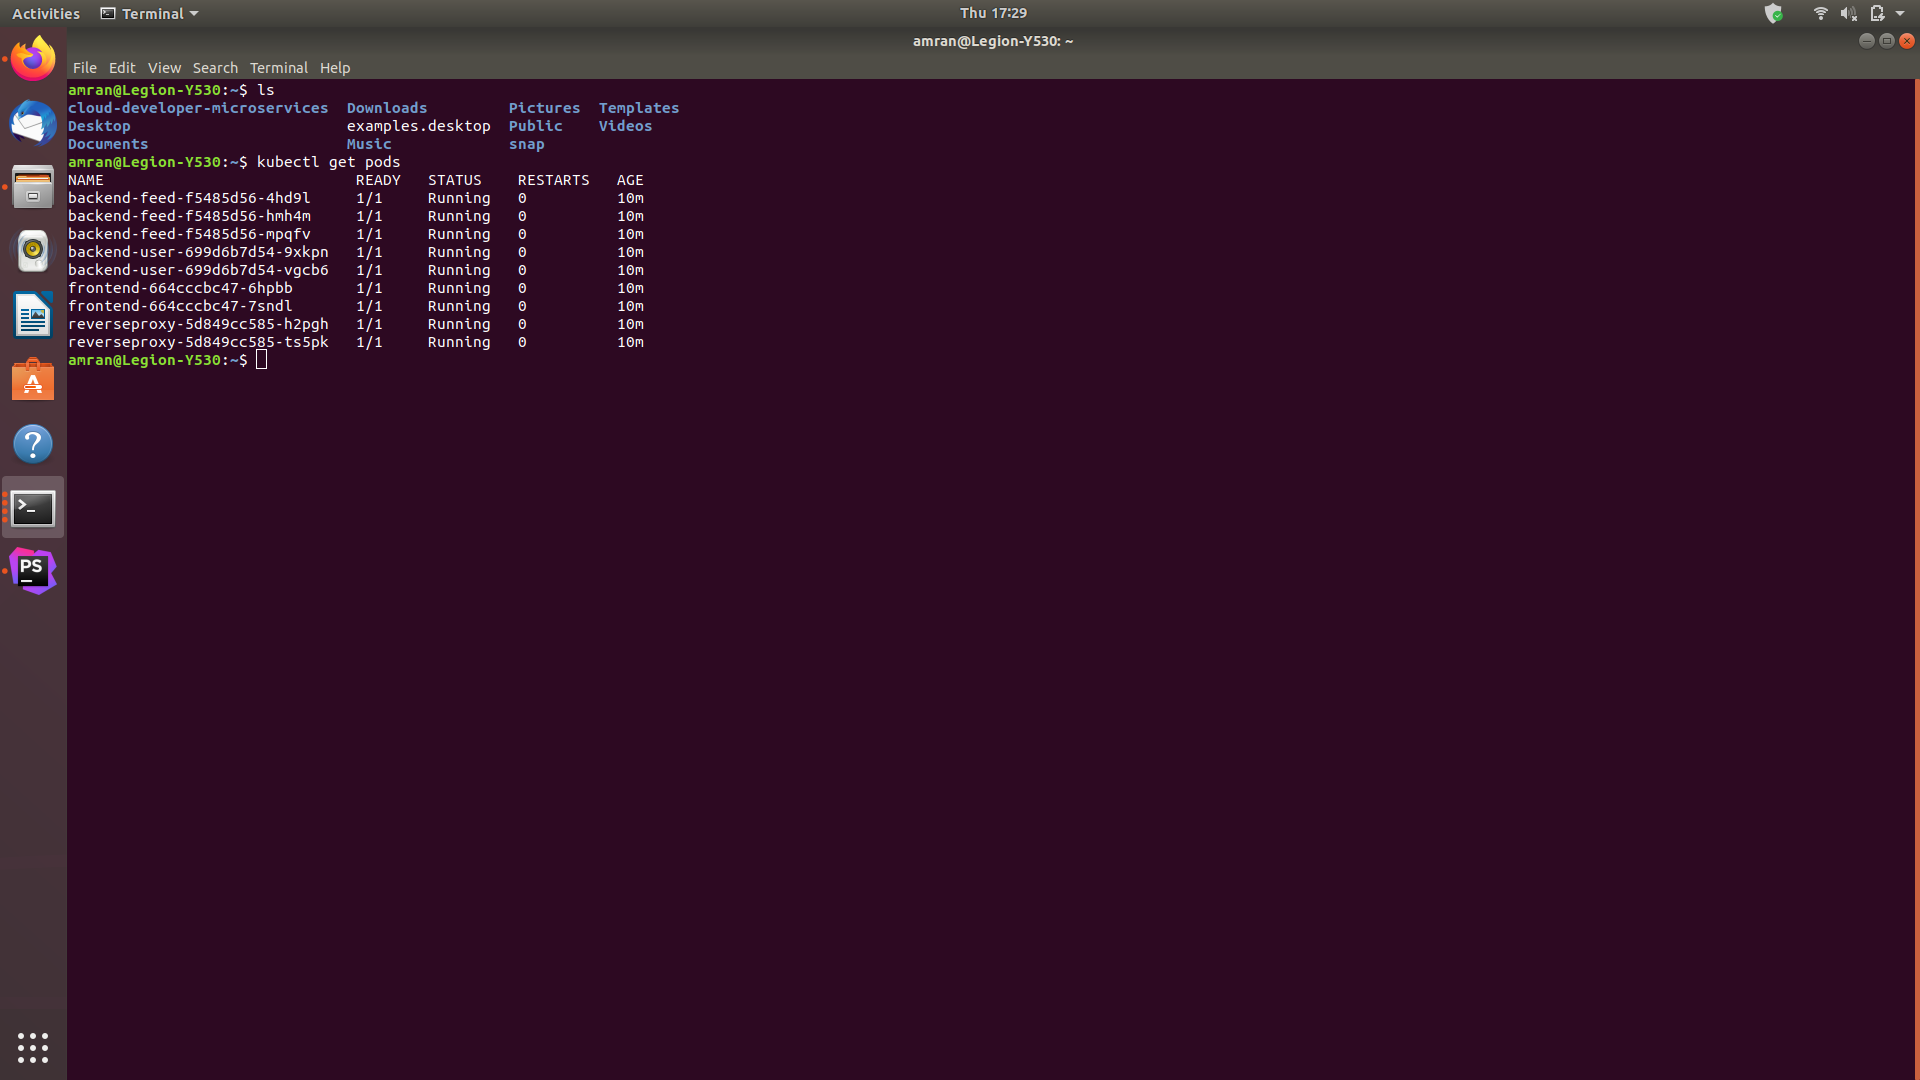 Activities Terminal Thu 17:29
amran@Legion-Y530: ~
File Edit View Search Terminal Help
amran@Legion-Y530:~$ ls
cloud-developer-microservices Downloads Pictures Templates
Desktop examples.desktop Public Videos
Documents Music snap
amran@Legion-Y530:~$ kubectl get pods
NAME READY STATUS RESTARTS AGE
backend-feed-f5485d56-4hd9l 1/1 Running 0 10m
backend-feed-f5485d56-hmh4m 1/1 Running 0 10m
backend-feed-f5485d56-mpqfv 1/1 Running 0 10m
backend-user-699d6b7d54-9xkpn 1/1 Running 0 10m
backend-user-699d6b7d54-vgcb6 1/1 Running 0 10m
frontend-664cccbc47-6hpbb 1/1 Running 0 10m
frontend-664cccbc47-7sndl 1/1 Running 0 10m
reverseproxy-5d849cc585-h2pgh 1/1 Running 0 10m
reverseproxy-5d849cc585-ts5pk 1/1 Running 0 10m
amran@Legion-Y530:~$
PS